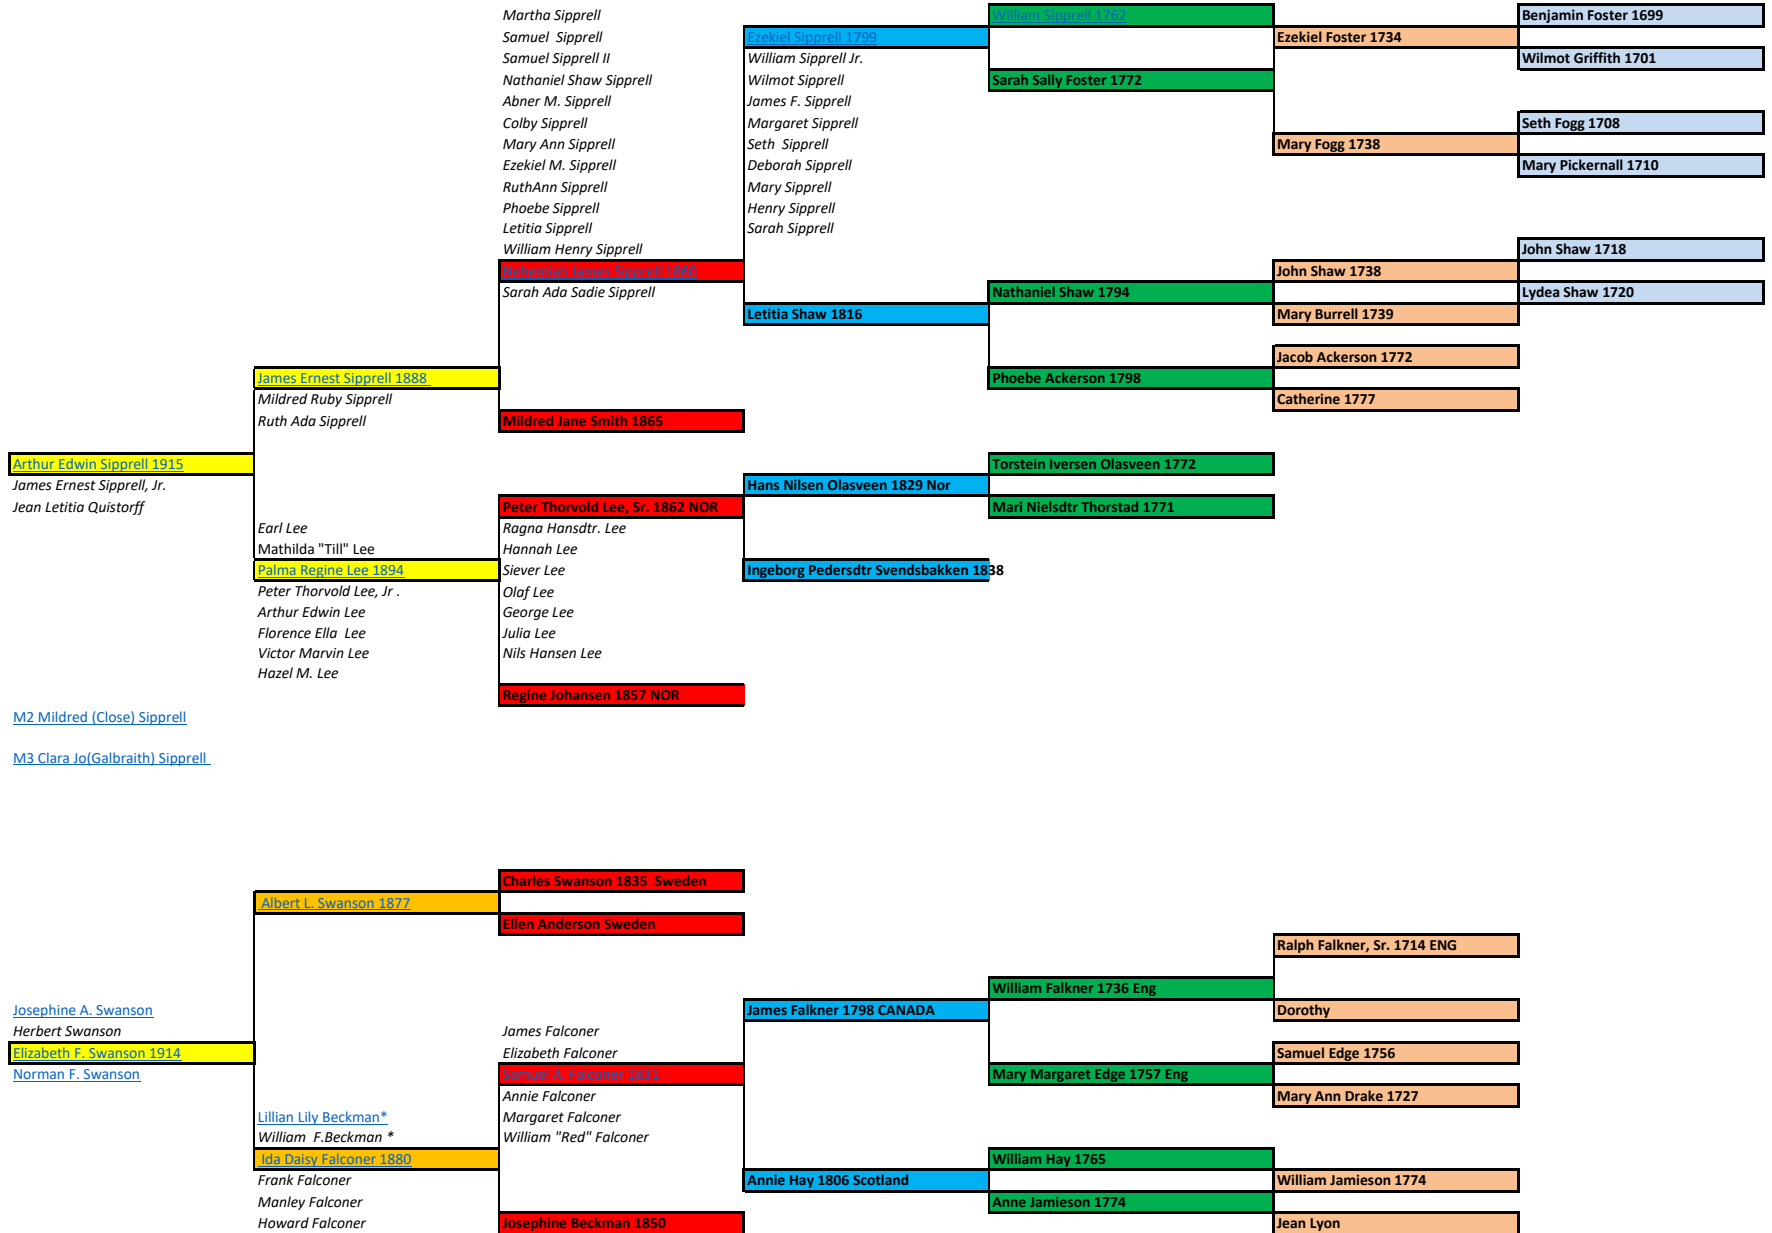 Martha Sipprell
William Sipprell 1762
Benjamin Foster 1699
Samuel  Sipprell
Ezekiel Sipprell 1799
Ezekiel Foster 1734
Samuel Sipprell II
William Sipprell Jr.
Wilmot Griffith 1701
Nathaniel Shaw Sipprell
Wilmot Sipprell
Sarah Sally Foster 1772
Abner M. Sipprell
James F. Sipprell
Colby Sipprell
Margaret Sipprell
Seth Fogg 1708
Mary Ann Sipprell
Seth  Sipprell
Mary Fogg 1738
Ezekiel M. Sipprell
Deborah Sipprell
Mary Pickernall 1710
RuthAnn Sipprell
Mary Sipprell
Phoebe Sipprell
Henry Sipprell
Letitia Sipprell
Sarah Sipprell
William Henry Sipprell
John Shaw 1718
Nehemiah James Sipprell 1860
John Shaw 1738
Sarah Ada Sadie Sipprell
Nathaniel Shaw 1794
Lydea Shaw 1720
Letitia Shaw 1816
Mary Burrell 1739
Jacob Ackerson 1772
James Ernest Sipprell 1888
Phoebe Ackerson 1798
Mildred Ruby Sipprell
Catherine 1777
Ruth Ada Sipprell
Mildred Jane Smith 1865
Arthur Edwin Sipprell 1915
Torstein Iversen Olasveen 1772
James Ernest Sipprell, Jr.
Hans Nilsen Olasveen 1829 Nor
Jean Letitia Quistorff
Peter Thorvold Lee, Sr. 1862 NOR
Mari Nielsdtr Thorstad 1771
Earl Lee
Ragna Hansdtr. Lee
Mathilda "Till" Lee
Hannah Lee
Palma Regine Lee 1894
Siever Lee
Ingeborg Pedersdtr Svendsbakken 1838
Peter Thorvold Lee, Jr .
Olaf Lee
Arthur Edwin Lee
George Lee
Florence Ella  Lee
Julia Lee
Victor Marvin Lee
Nils Hansen Lee
Hazel M. Lee
Regine Johansen 1857 NOR
M2 Mildred (Close) Sipprell
M3 Clara Jo(Galbraith) Sipprell
Charles Swanson 1835  Sweden
Albert L. Swanson 1877
Ellen Anderson Sweden
Ralph Falkner, Sr. 1714 ENG
William Falkner 1736 Eng
Josephine A. Swanson
James Falkner 1798 CANADA
Dorothy
Herbert Swanson
James Falconer
Elizabeth F. Swanson 1914
Elizabeth Falconer
Samuel Edge 1756
Norman F. Swanson
Samuel A. Falconer 1831
Mary Margaret Edge 1757 Eng
Annie Falconer
Mary Ann Drake 1727
Lillian Lily Beckman*
Margaret Falconer
William  F.Beckman *
William "Red" Falconer
Ida Daisy Falconer 1880
William Hay 1765
Frank Falconer
Annie Hay 1806 Scotland
William Jamieson 1774
Manley Falconer
Anne Jamieson 1774
Howard Falconer
Josephine Beckman 1850
Jean Lyon